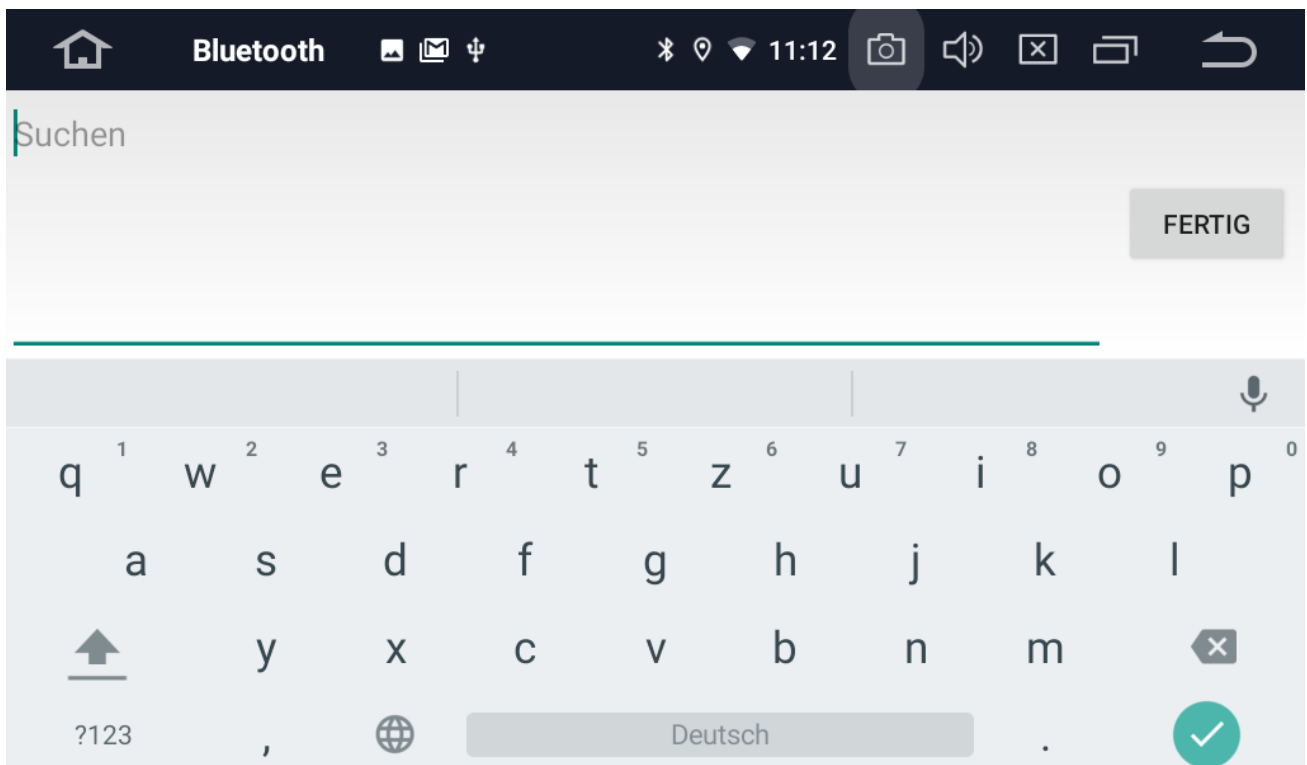 Bluetooth 11:12
Suchen
FERTIG
q 1 w 2 e 3 r 4 t 5 z 6 u 7 i 8 o 9 p 0
a s d f g h j k l
y x c v b n m
?123 , Deutsch .